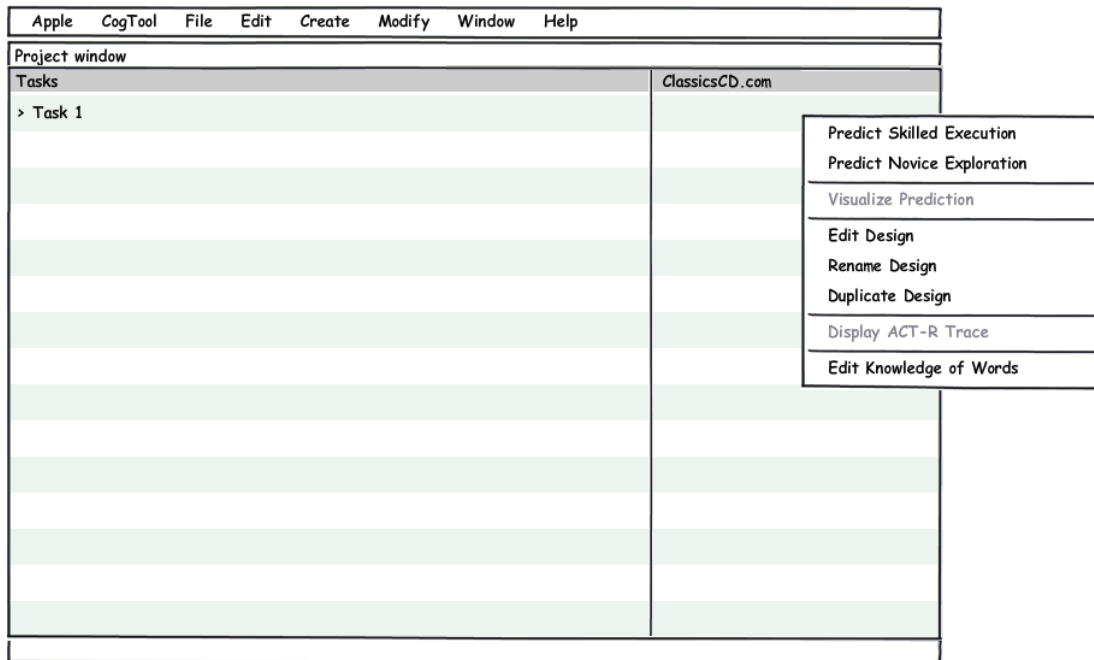 Apple CogTool File Edit Create Modify Window Help
Project window
Tasks ClassicsCD.com
> Task 1
Predict Skilled Execution
Predict Novice Exploration
Visualize Prediction
Edit Design
Rename Design
Duplicate Design
Display ACT-R Trace
Edit Knowledge of Words